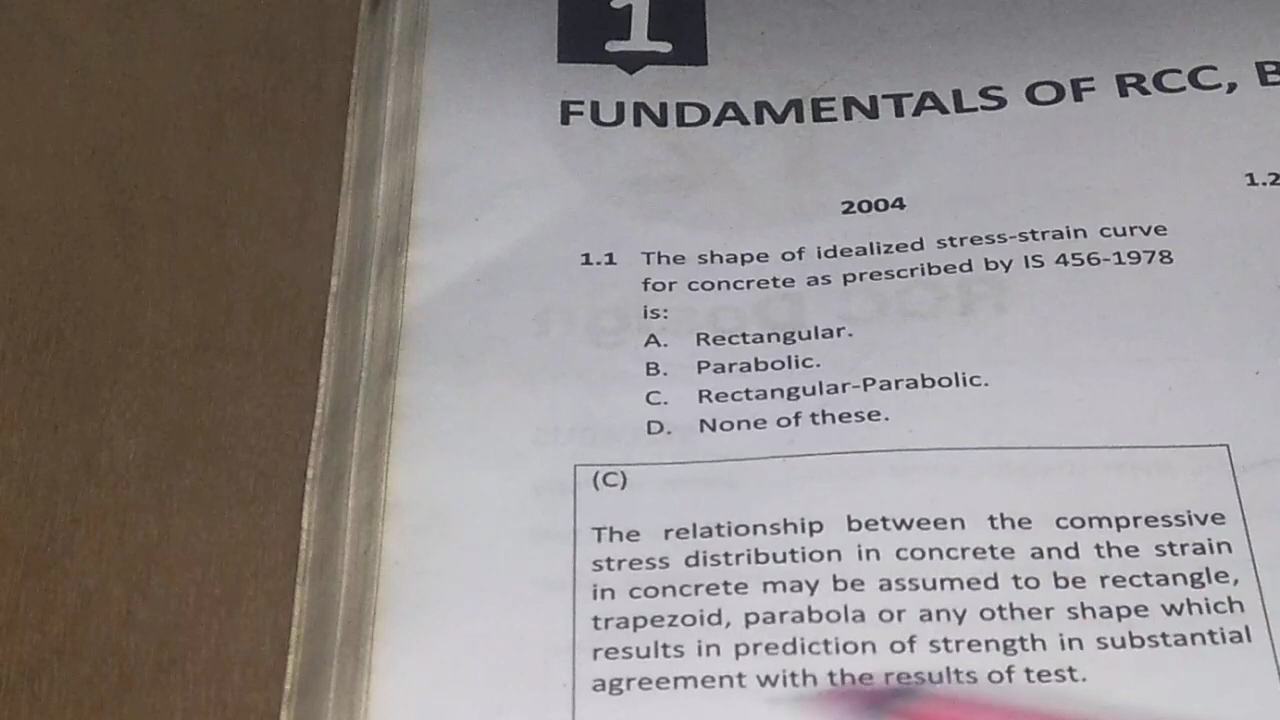 1
FUNDAMENTALS OF RCC, B
2004
1.1 The shape of idealized stress-strain curve
for concrete as prescribed by IS 456-1978
is:
A. Rectangular.
B. Parabolic.
C. Rectangular-Parabolic.
D. None of these.
(C)
The relationship between the compressive
stress distribution in concrete and the strain
in concrete may be assumed to be rectangle,
trapezoid, parabola or any other shape which
results in prediction of strength in substantial
agreement with the results of test.
1.2